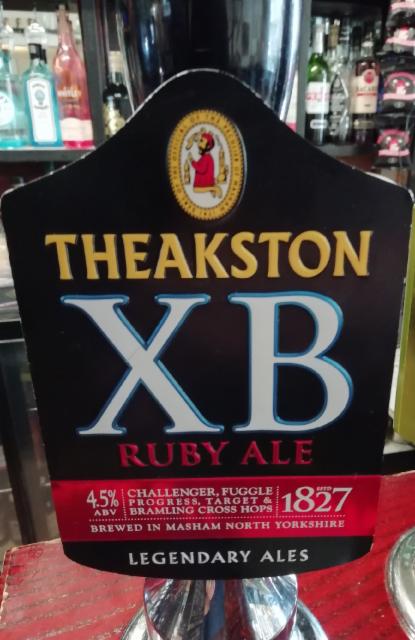 THEAKSTON
XB
RUBY ALE
4.5% ABV
CHALLENGER, FUGGLE
PROGRESS, TARGET &
BRAMLING CROSS HOPS
ESTD 1827
BREWED IN MASHAM NORTH YORKSHIRE
LEGENDARY ALES